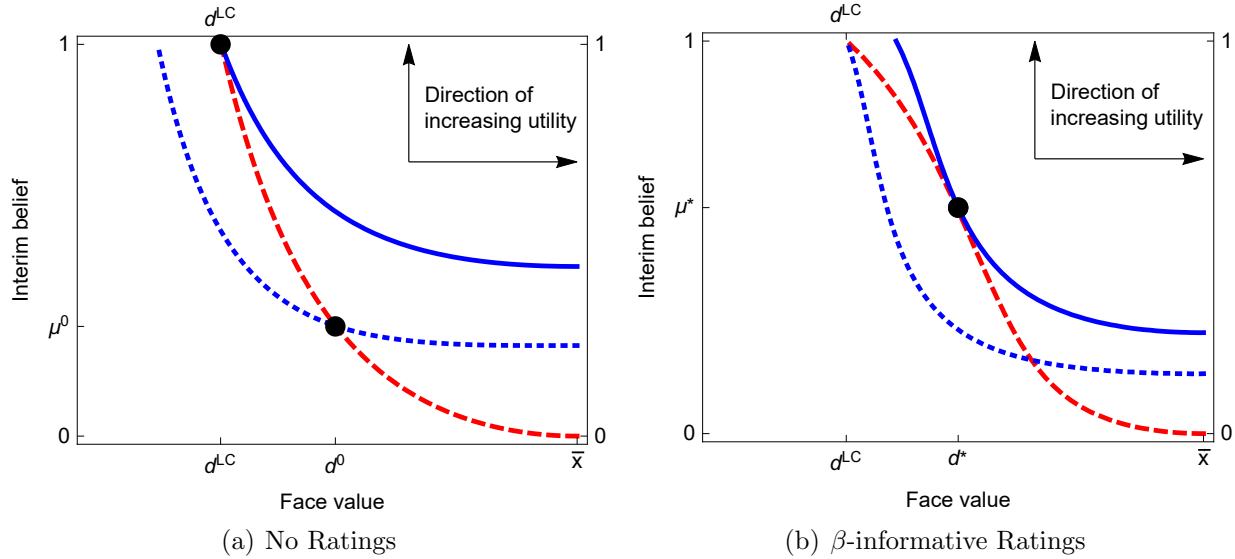 d^LC
1
1
Direction of
increasing utility
Interim belief
μ^0
0
0
d^LC
d^0
x̄
Face value
(a) No Ratings
d^LC
1
1
Direction of
increasing utility
Interim belief
μ*
0
0
d^LC
d*
x̄
Face value
(b) β-informative Ratings